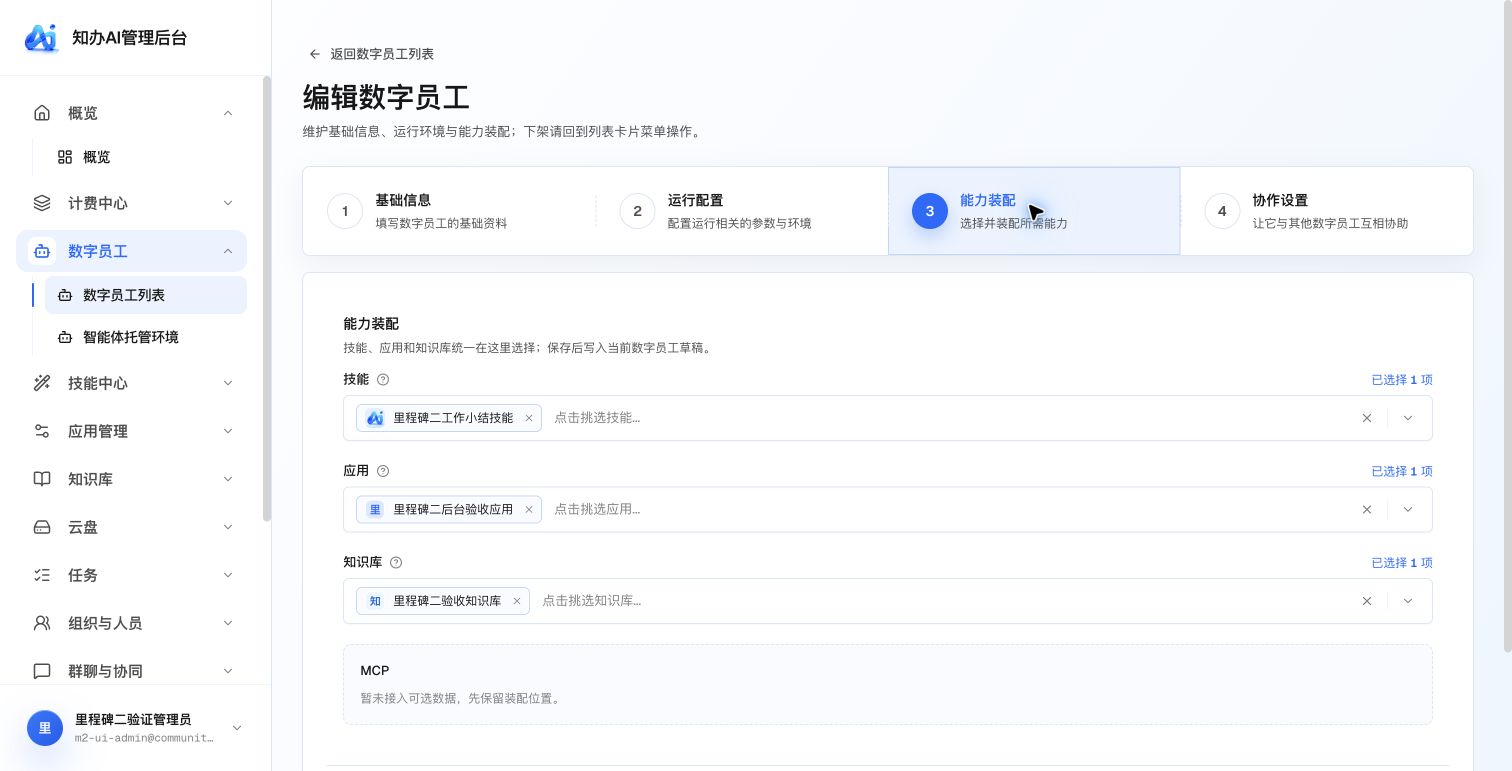 知办AI管理后台
概览
概览
计费中心
数字员工
数字员工列表
智能体托管环境
技能中心
应用管理
知识库
云盘
任务
组织与人员
群聊与协同
里
里程碑二验证管理员
m2-ui-admin@communit…
返回数字员工列表
编辑数字员工
维护基础信息、运行环境与能力装配；下架请回到列表卡片菜单操作。
1
基础信息
填写数字员工的基础资料
2
运行配置
配置运行相关的参数与环境
3
能力装配
选择并装配所需能力
4
协作设置
让它与其他数字员工互相协助
能力装配
技能、应用和知识库统一在这里选择；保存后写入当前数字员工草稿。
技能
已选择 1 项
里程碑二工作小结技能
点击挑选技能...
应用
已选择 1 项
里 里程碑二后台验收应用
点击挑选应用...
知识库
已选择 1 项
知 里程碑二验收知识库
点击挑选知识库...
MCP
暂未接入可选数据，先保留装配位置。